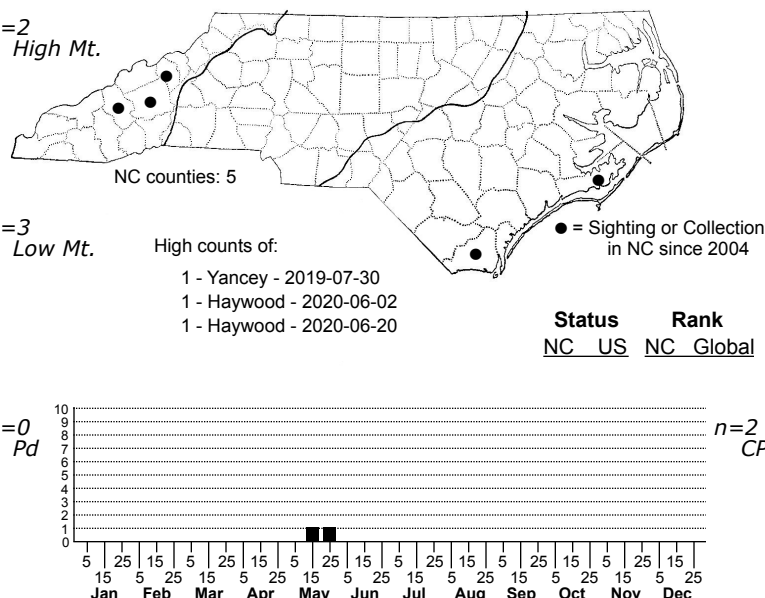 =2
High Mt.
NC counties: 5
=3
Low Mt.
High counts of:
1 - Yancey - 2019-07-30
1 - Haywood - 2020-06-02
1 - Haywood - 2020-06-20
● = Sighting or Collection
in NC since 2004
Status Rank
NC US NC Global
=0
Pd
n=2
CP
10
9
8
7
6
5
4
3
2
1
0
5 25 15 5 25 15 5 25 15 5 25 15 5 25 15 5 25 15
15 5 25 15 5 25 15 5 25 15 5 25 15 5 25 15 5 25
Jan Feb Mar Apr May Jun Jul Aug Sep Oct Nov Dec